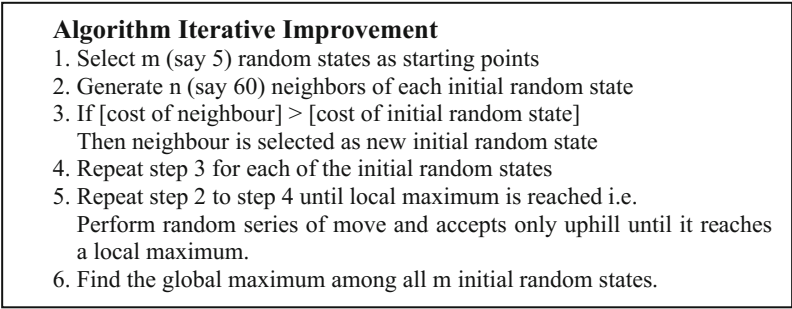 Algorithm Iterative Improvement
1. Select m (say 5) random states as starting points
2. Generate n (say 60) neighbors of each initial random state
3. If [cost of neighbour] > [cost of initial random state]
Then neighbour is selected as new initial random state
4. Repeat step 3 for each of the initial random states
5. Repeat step 2 to step 4 until local maximum is reached i.e.
Perform random series of move and accepts only uphill until it reaches
a local maximum.
6. Find the global maximum among all m initial random states.